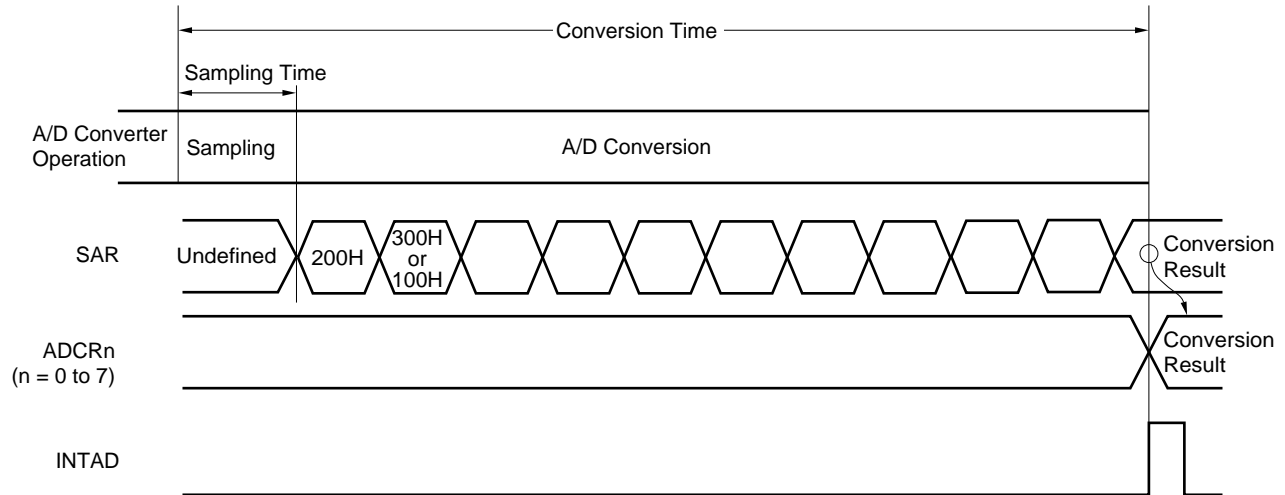 Conversion Time
Sampling Time
A/D Converter
Operation
Sampling
A/D Conversion
SAR
Undefined
200H
300H
or
100H
Conversion
Result
ADCRn
(n = 0 to 7)
Conversion
Result
INTAD